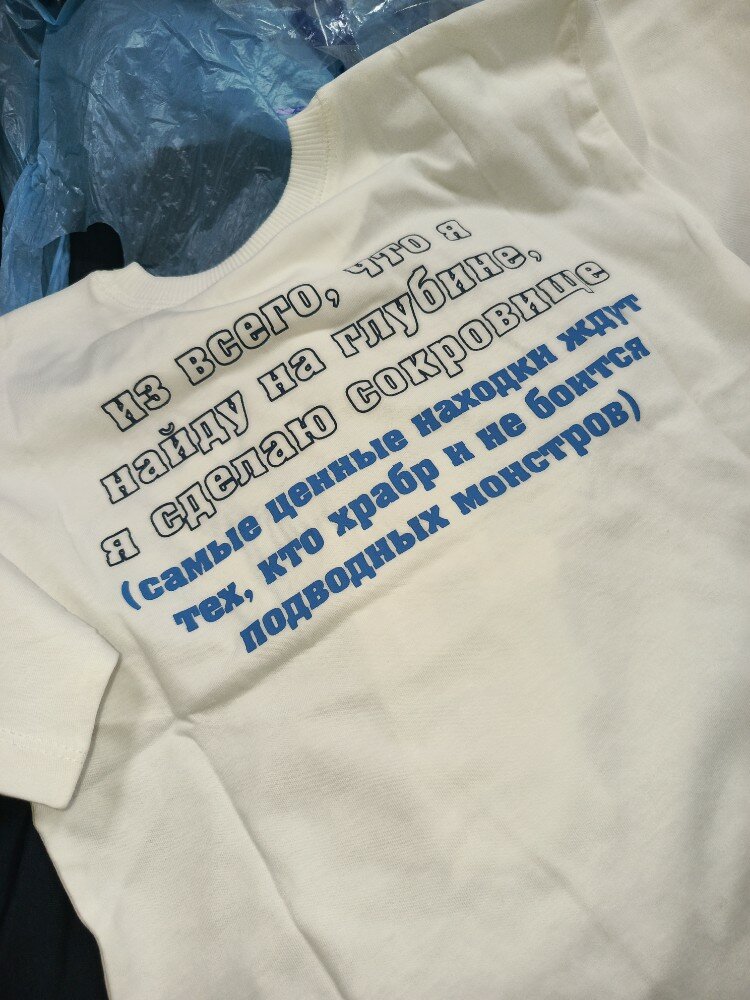 из всего, что я
найду на глубине,
я сделаю сокровище
(самые ценные находки ждут
тех, кто храбр и не боится
подводных монстров)